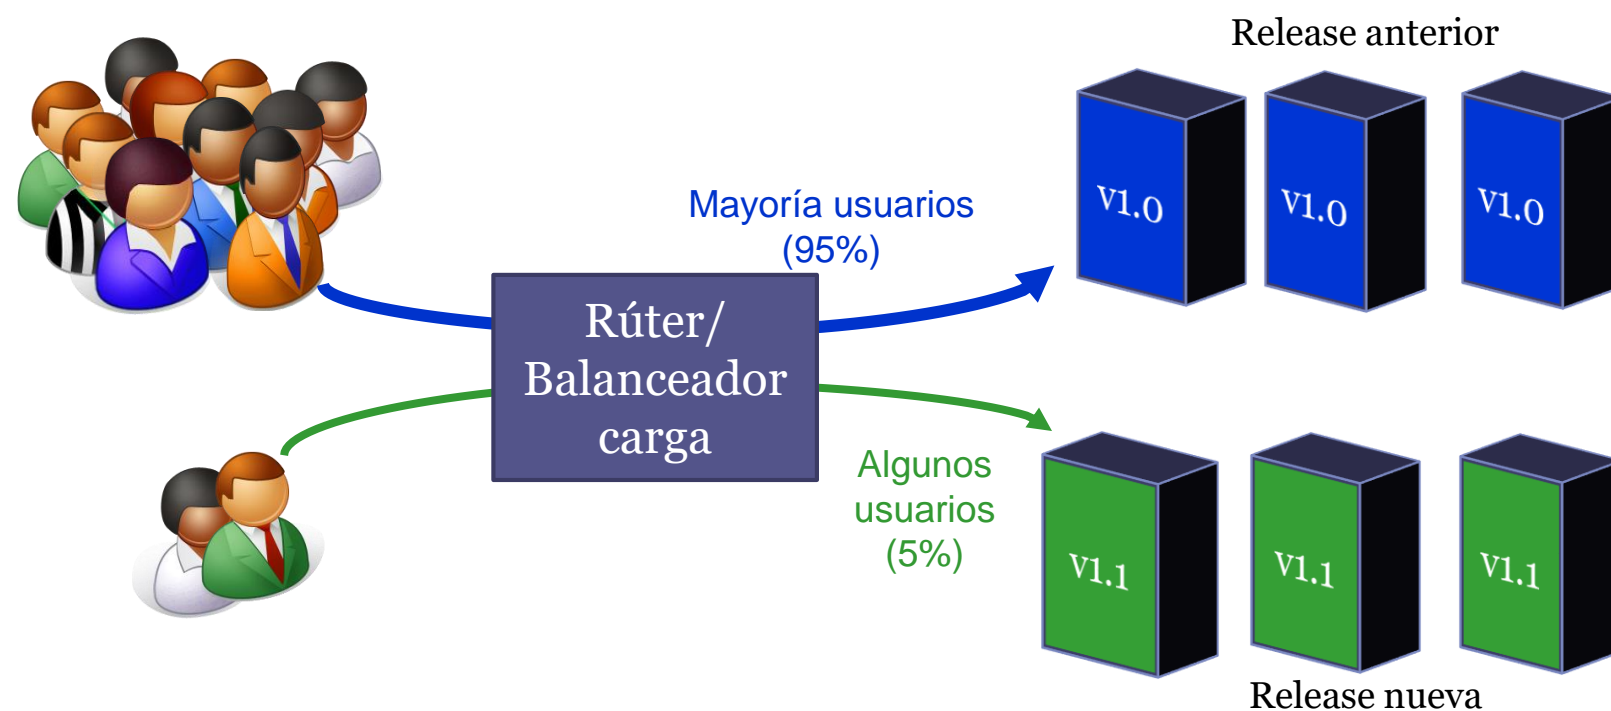 Release anterior
v1.0
v1.0
v1.0
Mayoría usuarios
(95%)
Rúter/
Balanceador
carga
Algunos
usuarios
(5%)
v1.1
v1.1
v1.1
Release nueva